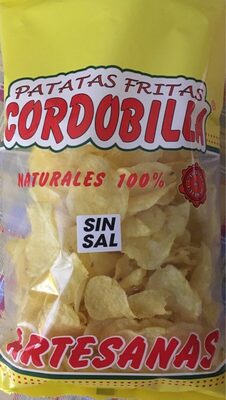 PATATAS FRITAS
CORDOBILLA
NATURALES 100%
SIN
SAL
ARTESANAS